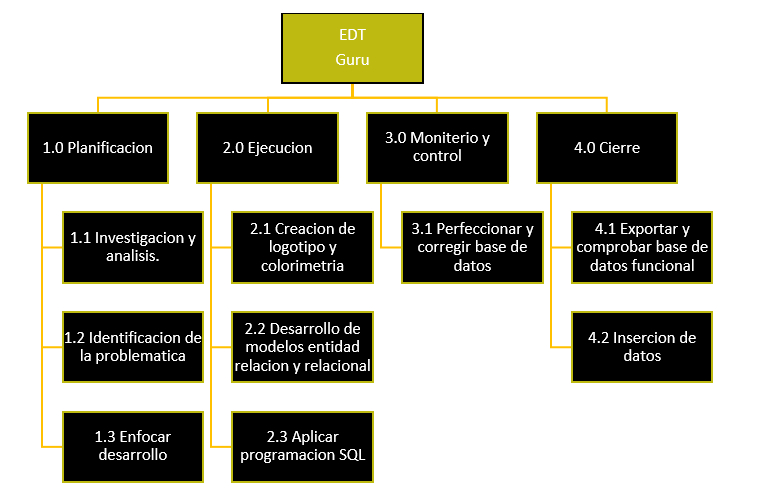 EDT
Guru
1.0 Planificacion
2.0 Ejecucion
3.0 Moniterio y
control
4.0 Cierre
1.1 Investigacion y
analisis.
1.2 Identificacion de
la problematica
1.3 Enfocar
desarrollo
2.1 Creacion de
logotipo y
colorimetria
2.2 Desarrollo de
modelos entidad
relacion y relacional
2.3 Aplicar
programacion SQL
3.1 Perfeccionar y
corregir base de
datos
4.1 Exportar y
comprobar base de
datos funcional
4.2 Insercion de
datos